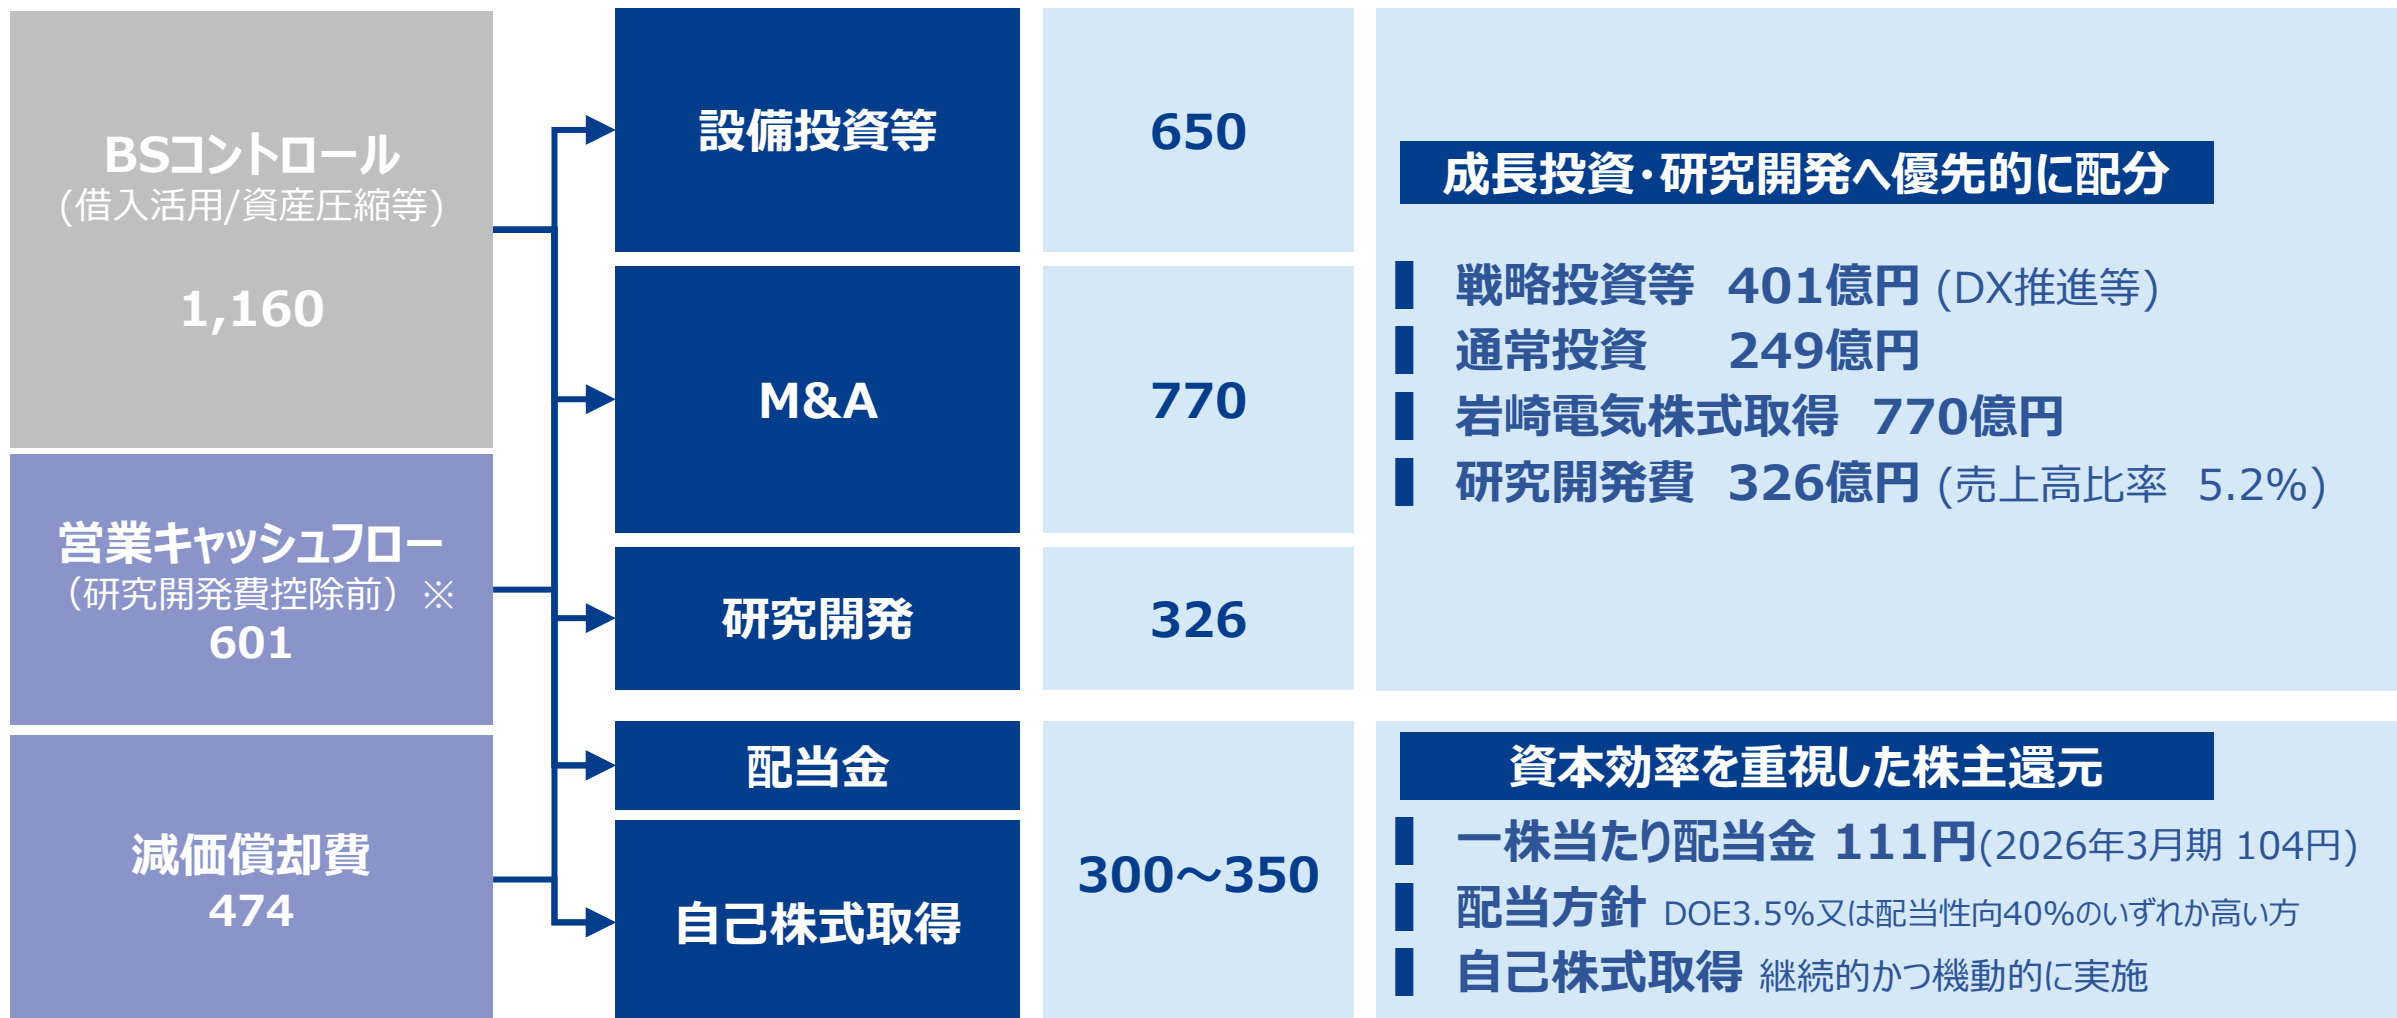 BSコントロール
(借入活用/資産圧縮等)
1,160
営業キャッシュフロー
（研究開発費控除前）※
601
減価償却費
474
設備投資等
650
M&A
770
研究開発
326
配当金
自己株式取得
300～350
成長投資・研究開発へ優先的に配分
戦略投資等 401億円 (DX推進等)
通常投資 249億円
岩崎電気株式取得 770億円
研究開発費 326億円 (売上高比率 5.2%)
資本効率を重視した株主還元
一株当たり配当金 111円(2026年3月期 104円)
配当方針 DOE3.5%又は配当性向40%のいずれか高い方
自己株式取得 継続的かつ機動的に実施